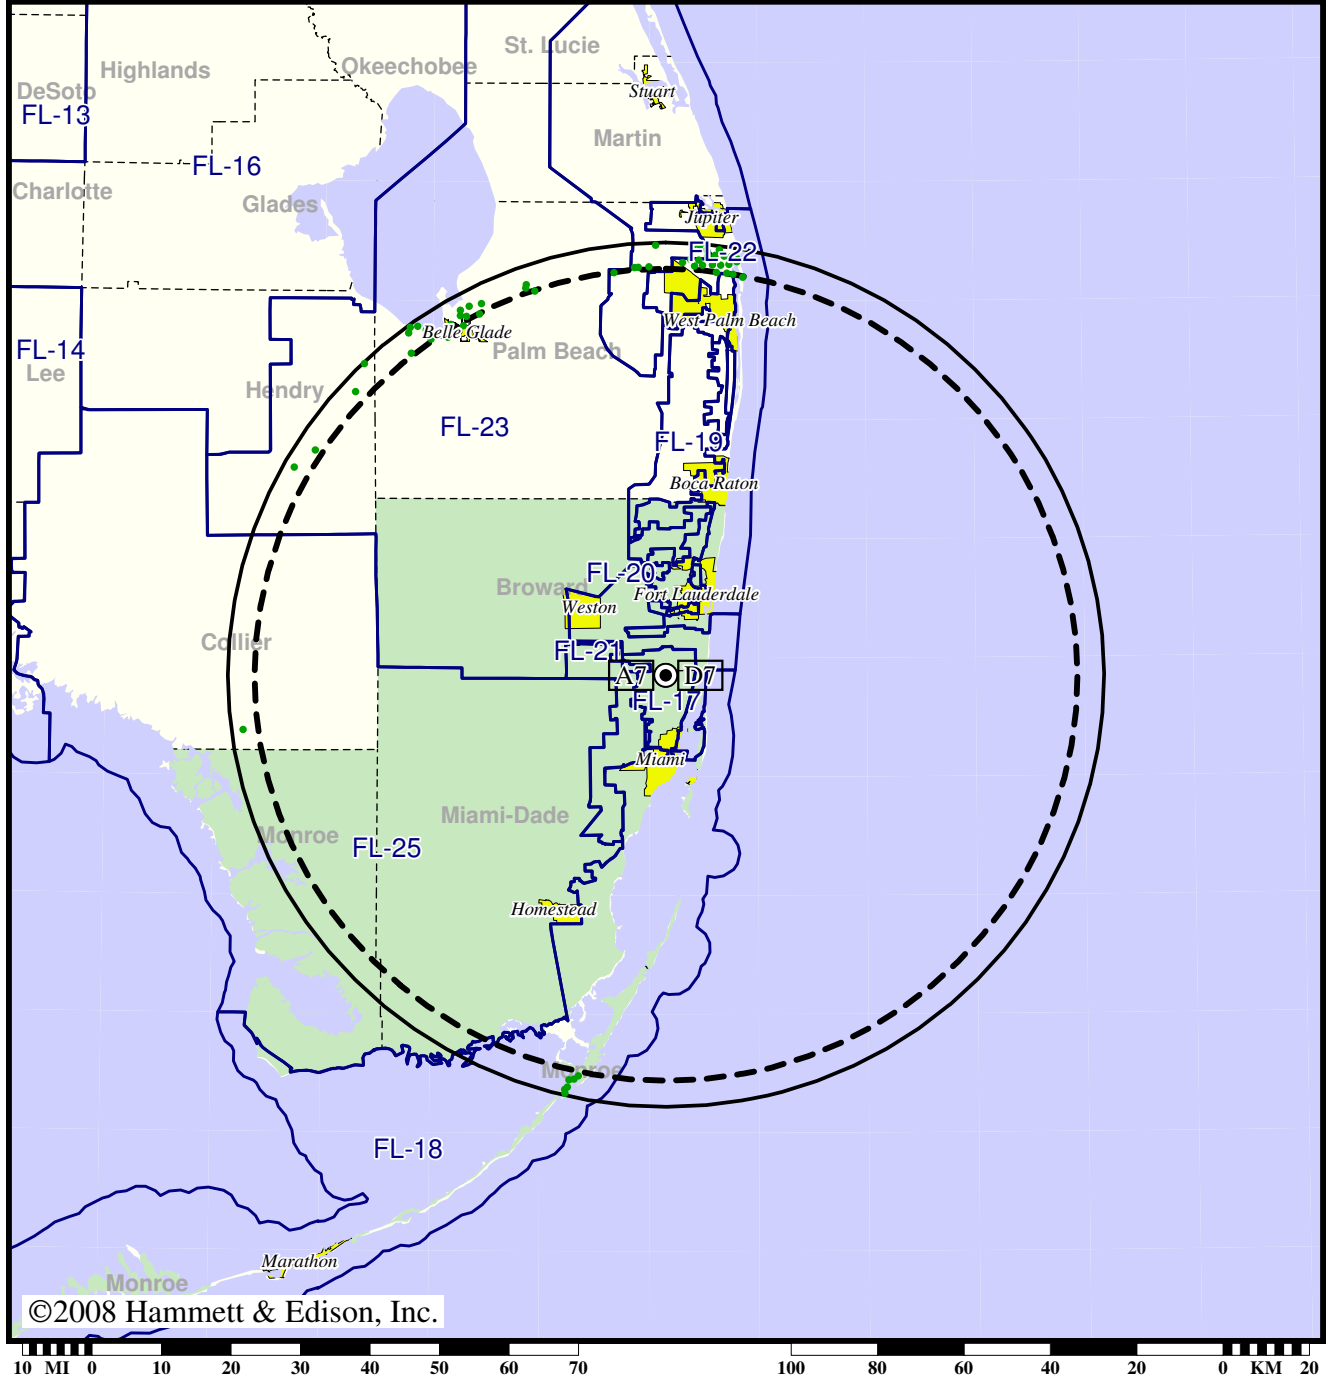 St. Lucie
Okeechobee
Highlands
DeSoto
Stuart
FL-13
Martin
FL-16
Charlotte
Glades
Jupiter
FL-22
West Palm Beach
Belle Glade
FL-14
Palm Beach
Lee
Hendry
FL-23
FL-19
Boca Raton
FL-20
Broward
Fort Lauderdale
Weston
Collier
FL-21
A7 D7
FL-17
Miami
Miami-Dade
Monroe
FL-25
Homestead
Monroe
FL-18
Marathon
Monroe
©2008 Hammett & Edison, Inc.
10 MI 0 10 20 30 40 50 60 70 100 80 60 40 20 0 KM 20